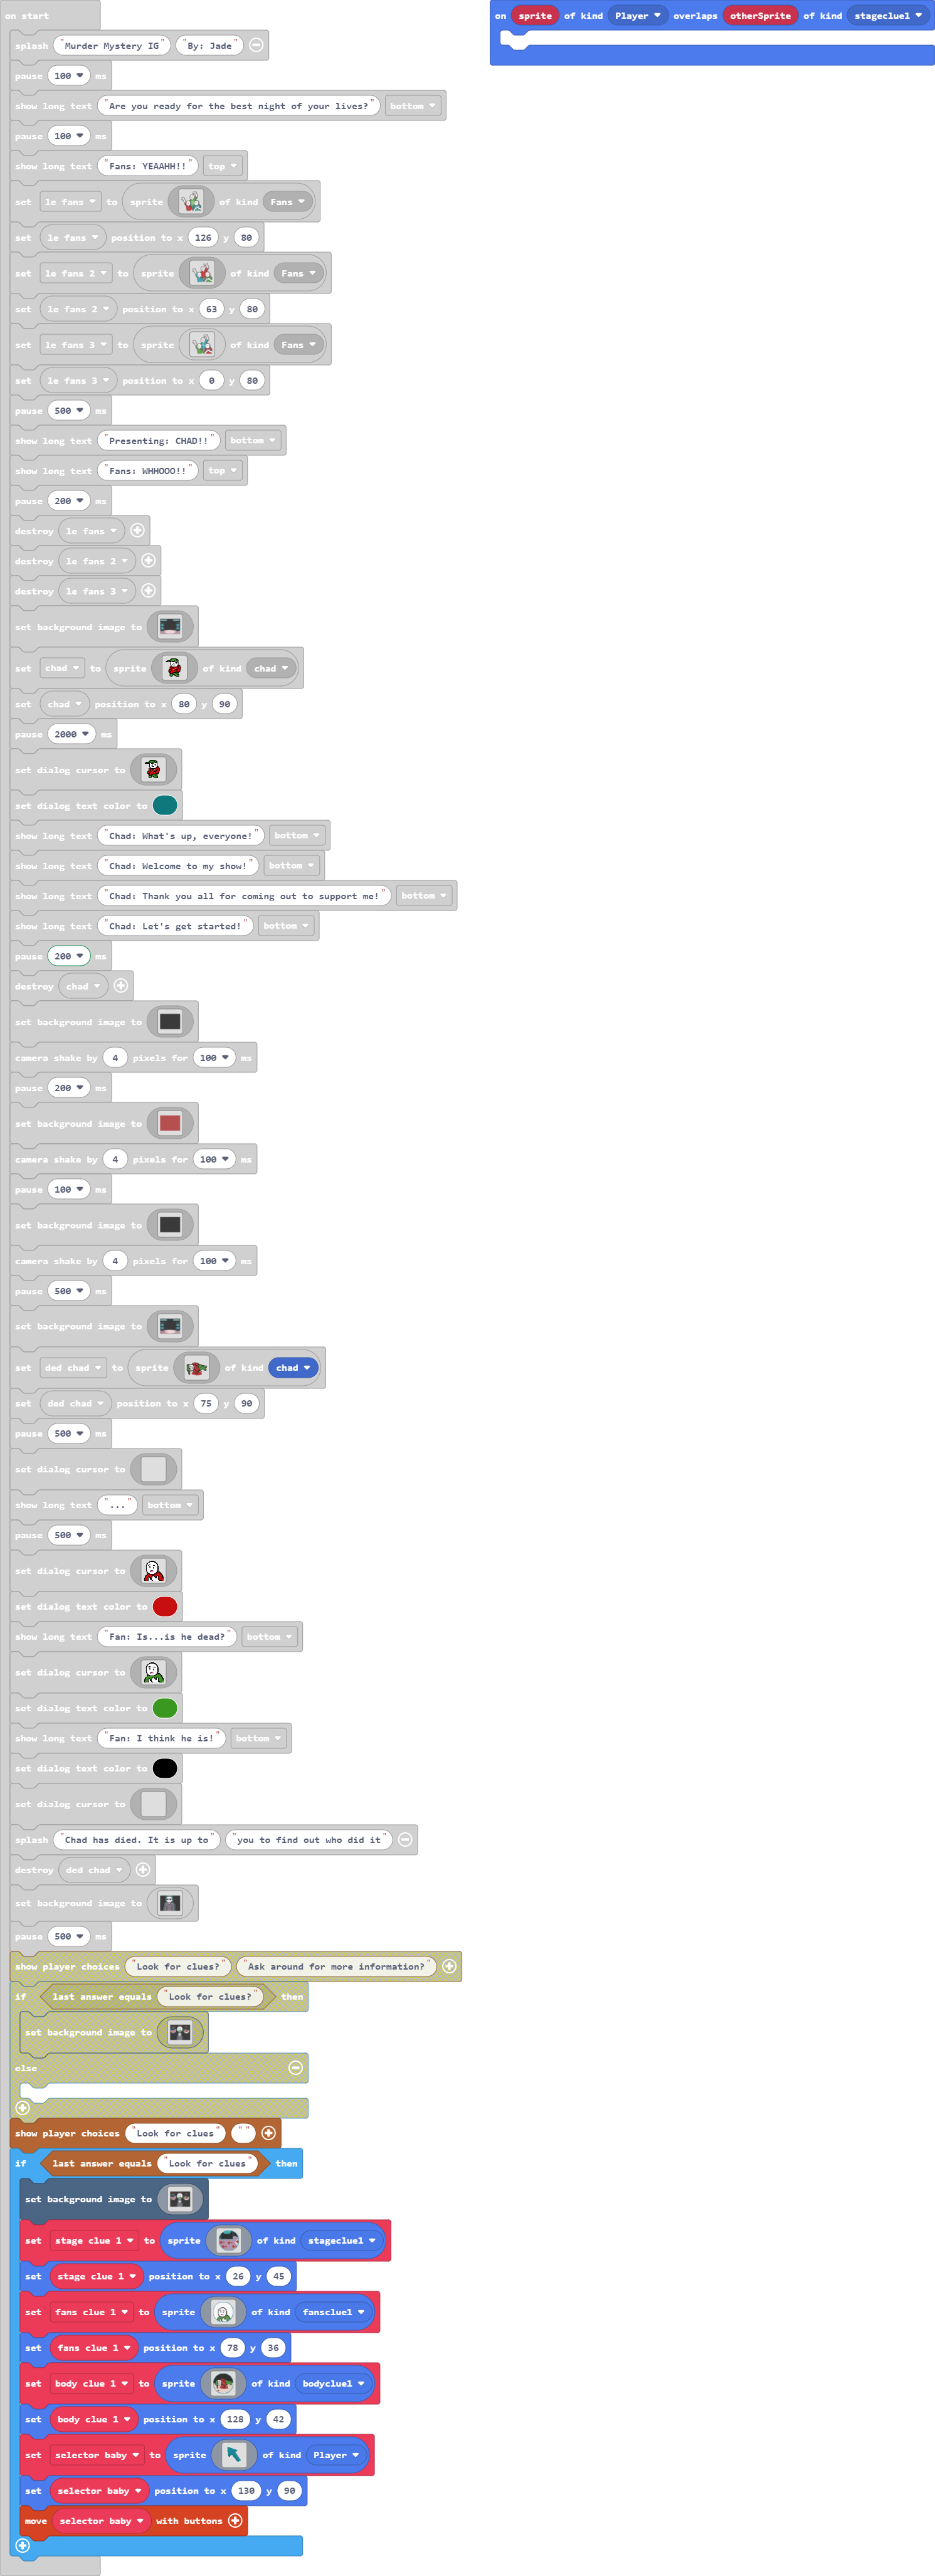 on start
splash "Murder Mystery IG" "By: Jade"
pause 100 ms
show long text "Are you ready for the best night of your lives?" bottom
pause 100 ms
show long text "Fans: YEAAHH!!" top
set le fans to sprite of kind Fans
set le fans position to x 126 y 80
set le fans 2 to sprite of kind Fans
set le fans 2 position to x 63 y 80
set le fans 3 to sprite of kind Fans
set le fans 3 position to x 0 y 80
pause 500 ms
show long text "Presenting: CHAD!!" bottom
show long text "Fans: WHHOOO!!" top
pause 200 ms
destroy le fans
destroy le fans 2
destroy le fans 3
set background image to
set chad to sprite of kind chad
set chad position to x 80 y 90
pause 2000 ms
set dialog cursor to
set dialog text color to
show long text "Chad: What's up, everyone!" bottom
show long text "Chad: Welcome to my show!" bottom
show long text "Chad: Thank you all for coming out to support me!" bottom
show long text "Chad: Let's get started!" bottom
pause 200 ms
destroy chad
set background image to
camera shake by 4 pixels for 100 ms
pause 200 ms
set background image to
camera shake by 4 pixels for 100 ms
pause 100 ms
set background image to
camera shake by 4 pixels for 100 ms
pause 500 ms
set background image to
set ded chad to sprite of kind chad
set ded chad position to x 75 y 90
pause 500 ms
set dialog cursor to
show long text "..." bottom
pause 500 ms
set dialog cursor to
set dialog text color to
show long text "Fan: Is...is he dead?" bottom
set dialog cursor to
set dialog text color to
show long text "Fan: I think he is!" bottom
set dialog text color to
set dialog cursor to
splash "Chad has died. It is up to" "you to find out who did it"
destroy ded chad
set background image to
pause 500 ms
show player choices "Look for clues?" "Ask around for more information?"
if last answer equals "Look for clues?" then
set background image to
else
show player choices "Look for clues" ""
if last answer equals "Look for clues" then
set background image to
set stage clue 1 to sprite of kind stageclue1
set stage clue 1 position to x 26 y 45
set fans clue 1 to sprite of kind fansclue1
set fans clue 1 position to x 78 y 36
set body clue 1 to sprite of kind bodyclue1
set body clue 1 position to x 128 y 42
set selector baby to sprite of kind Player
set selector baby position to x 130 y 90
move selector baby with buttons
on sprite of kind Player overlaps otherSprite of kind stageclue1